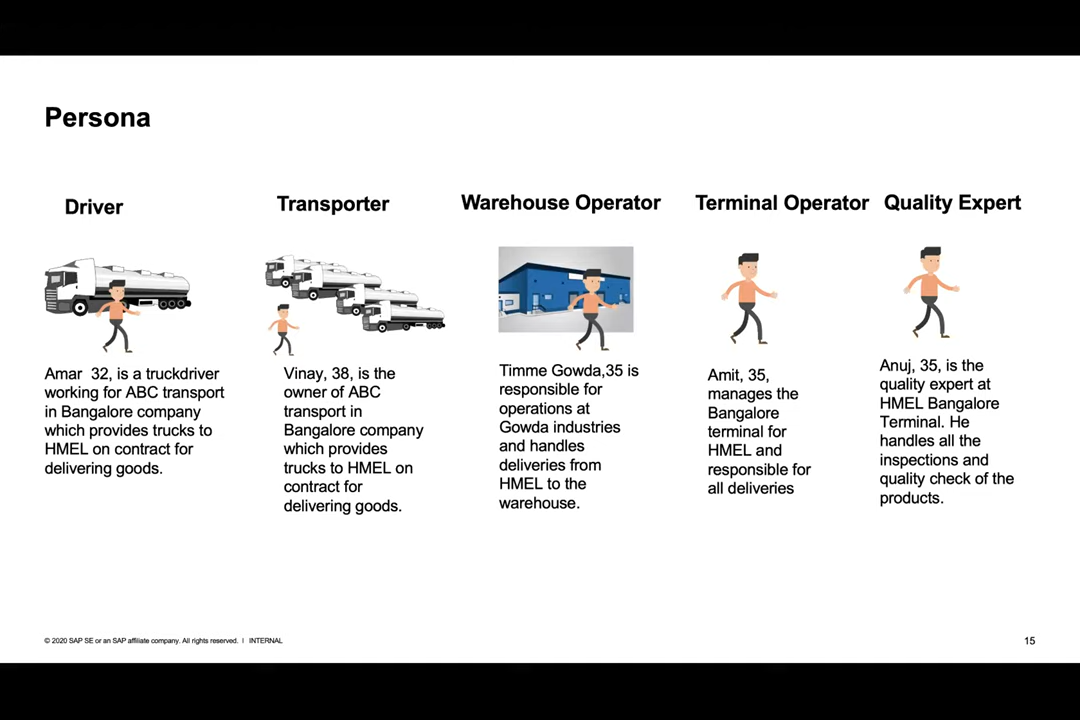 Persona
Driver
Amar  32, is a truckdriver
working for ABC transport
in Bangalore company
which provides trucks to
HMEL on contract for
delivering goods.
Transporter
Vinay, 38, is the
owner of ABC
transport in
Bangalore company
which provides
trucks to HMEL on
contract for
delivering goods.
Warehouse Operator
Timme Gowda,35 is
responsible for
operations at
Gowda industries
and handles
deliveries from
HMEL to the
warehouse.
Terminal Operator
Amit, 35,
manages the
Bangalore
terminal for
HMEL and
responsible for
all deliveries
Quality Expert
Anuj, 35, is the
quality expert at
HMEL Bangalore
Terminal. He
handles all the
inspections and
quality check of the
products.
© 2020 SAP SE or an SAP affiliate company. All rights reserved. | INTERNAL
15